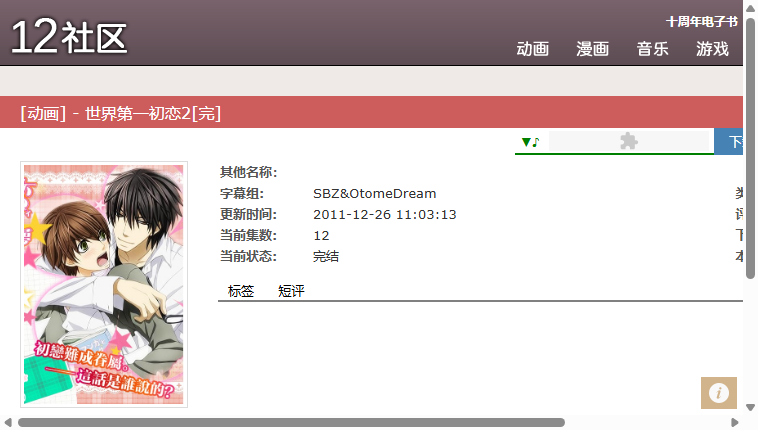 12社区
十周年电子书
动画 漫画 音乐 游戏
[动画] - 世界第一初恋2[完]
▼♪
其他名称:
字幕组: SBZ&OtomeDream
更新时间: 2011-12-26 11:03:13
当前集数: 12
当前状态: 完结
标签 短评
初戀難成眷屬。
這話是誰說的?